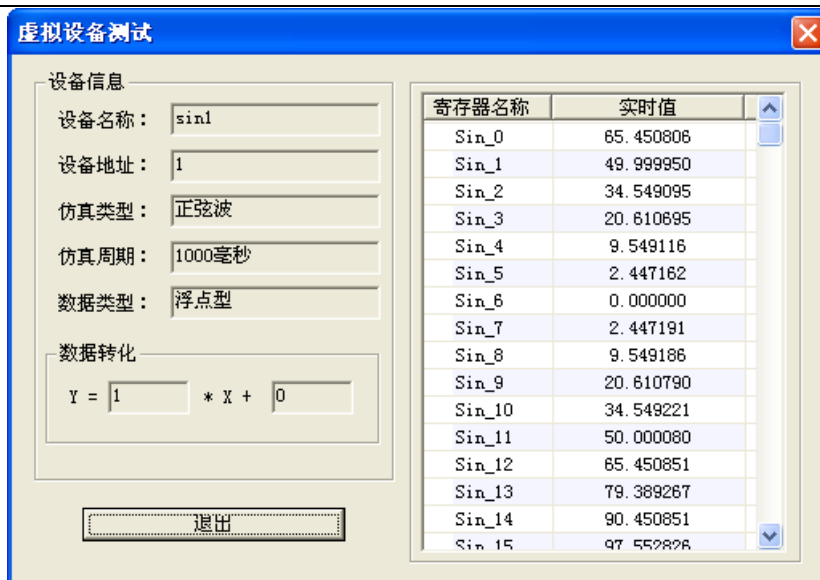 虚拟设备测试
设备信息
设备名称： sin1
设备地址： 1
仿真类型： 正弦波
仿真周期： 1000毫秒
数据类型： 浮点型
数据转化
Y = 1 * X + 0
退出
寄存器名称 实时值
Sin_0 65.450806
Sin_1 49.999950
Sin_2 34.549095
Sin_3 20.610695
Sin_4 9.549116
Sin_5 2.447162
Sin_6 0.000000
Sin_7 2.447191
Sin_8 9.549186
Sin_9 20.610790
Sin_10 34.549221
Sin_11 50.000080
Sin_12 65.450851
Sin_13 79.389267
Sin_14 90.450851
Sin_15 97.552826